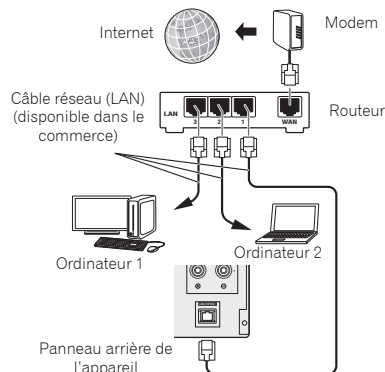 Internet
Modem
Câble réseau (LAN)
(disponible dans le
commerce)
Routeur
LAN
3
2
1
WAN
Ordinateur 1
Ordinateur 2
Panneau arrière de
l'appareil